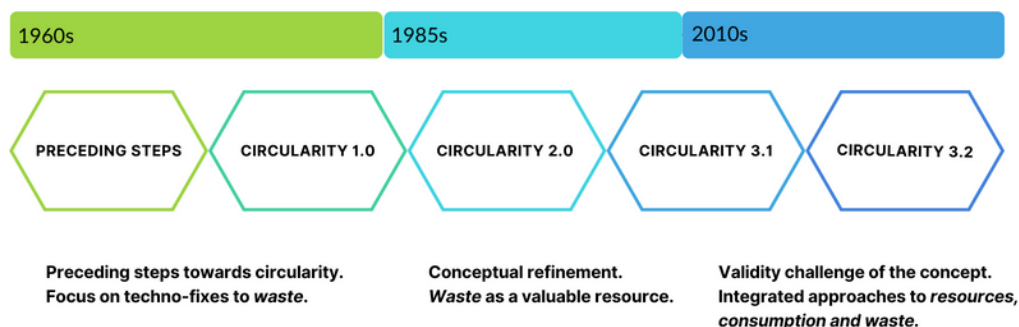 1960s
1985s
2010s
PRECEDING STEPS
CIRCULARITY 1.0
CIRCULARITY 2.0
CIRCULARITY 3.1
CIRCULARITY 3.2
Preceding steps towards circularity.
Focus on techno-fixes to waste.
Conceptual refinement.
Waste as a valuable resource.
Validity challenge of the concept.
Integrated approaches to resources,
consumption and waste.